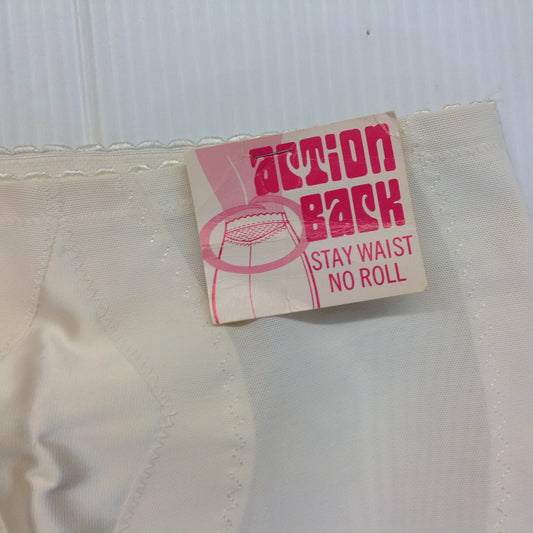 ACTION
BACK
STAY WAIST
NO ROLL